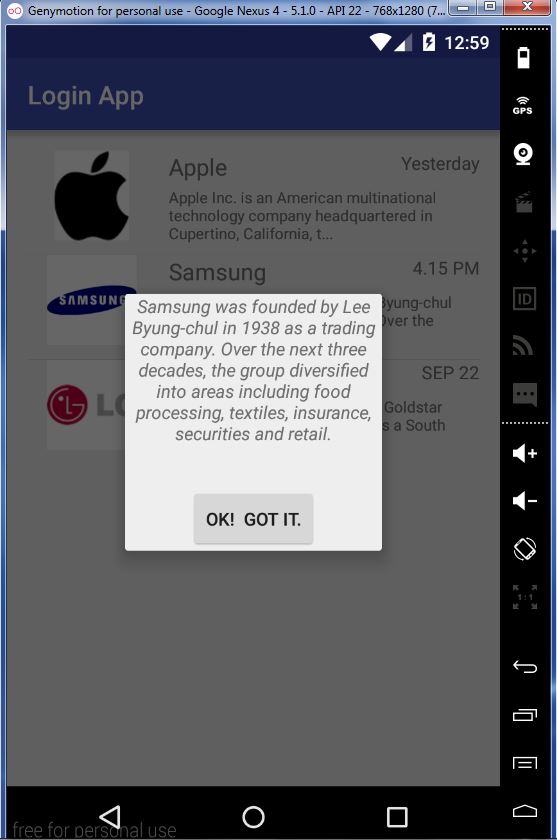 Genymotion for personal use - Google Nexus 4 - 5.1.0 - API 22 - 768x1280 (7...
12:59
GPS
Login App
Apple
Yesterday
Apple Inc. is an American multinational
technology company headquartered in
Cupertino, California, t...
Samsung
4.15 PM
SAMSUNG
Byung-chul
Over the
Samsung was founded by Lee
Byung-chul in 1938 as a trading
company. Over the next three
decades, the group diversified
into areas including food
processing, textiles, insurance,
securities and retail.
SEP 22
LG
Goldstar
s a South
OK! GOT IT.
ID
1:1
free for personal use